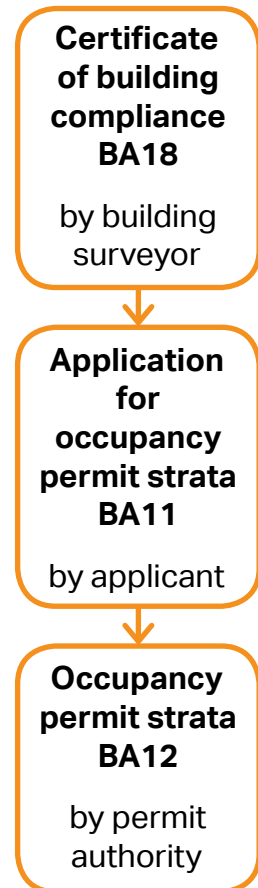 Certificate
of building
compliance
BA18
by building
surveyor
Application
for
occupancy
permit strata
BA11
by applicant
Occupancy
permit strata
BA12
by permit
authority